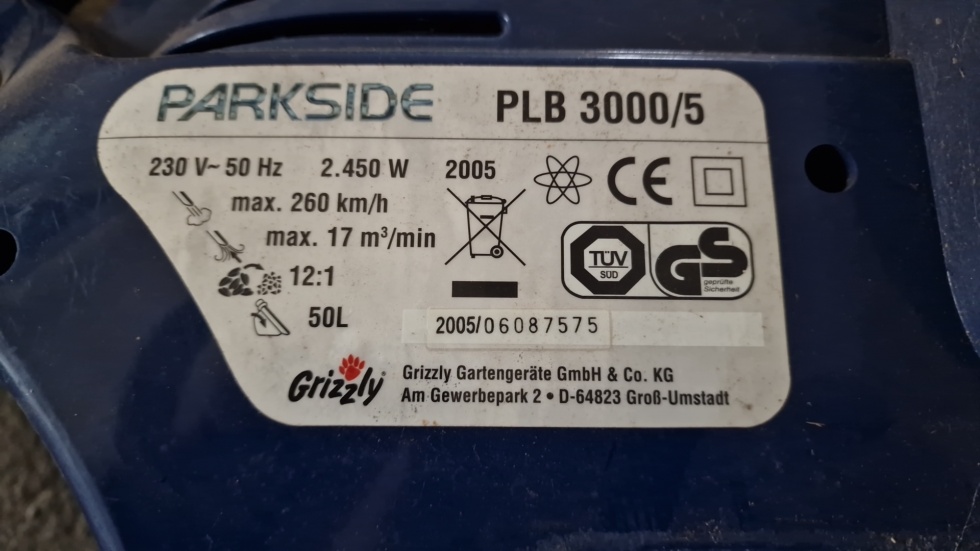 PARKSIDE PLB 3000/5
230 V~ 50 Hz 2.450 W 2005
max. 260 km/h
max. 17 m³/min
12:1
50L
CE
TÜV
SÜD
GS
geprüfte
Sicherheit
2005/06087575
Grizzly
Grizzly Gartengeräte GmbH & Co. KG
Am Gewerbepark 2 • D-64823 Groß-Umstadt